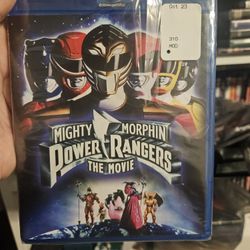 Oct 23
310
MOD
MIGHTY MORPHIN
POWER RANGERS
THE MOVIE